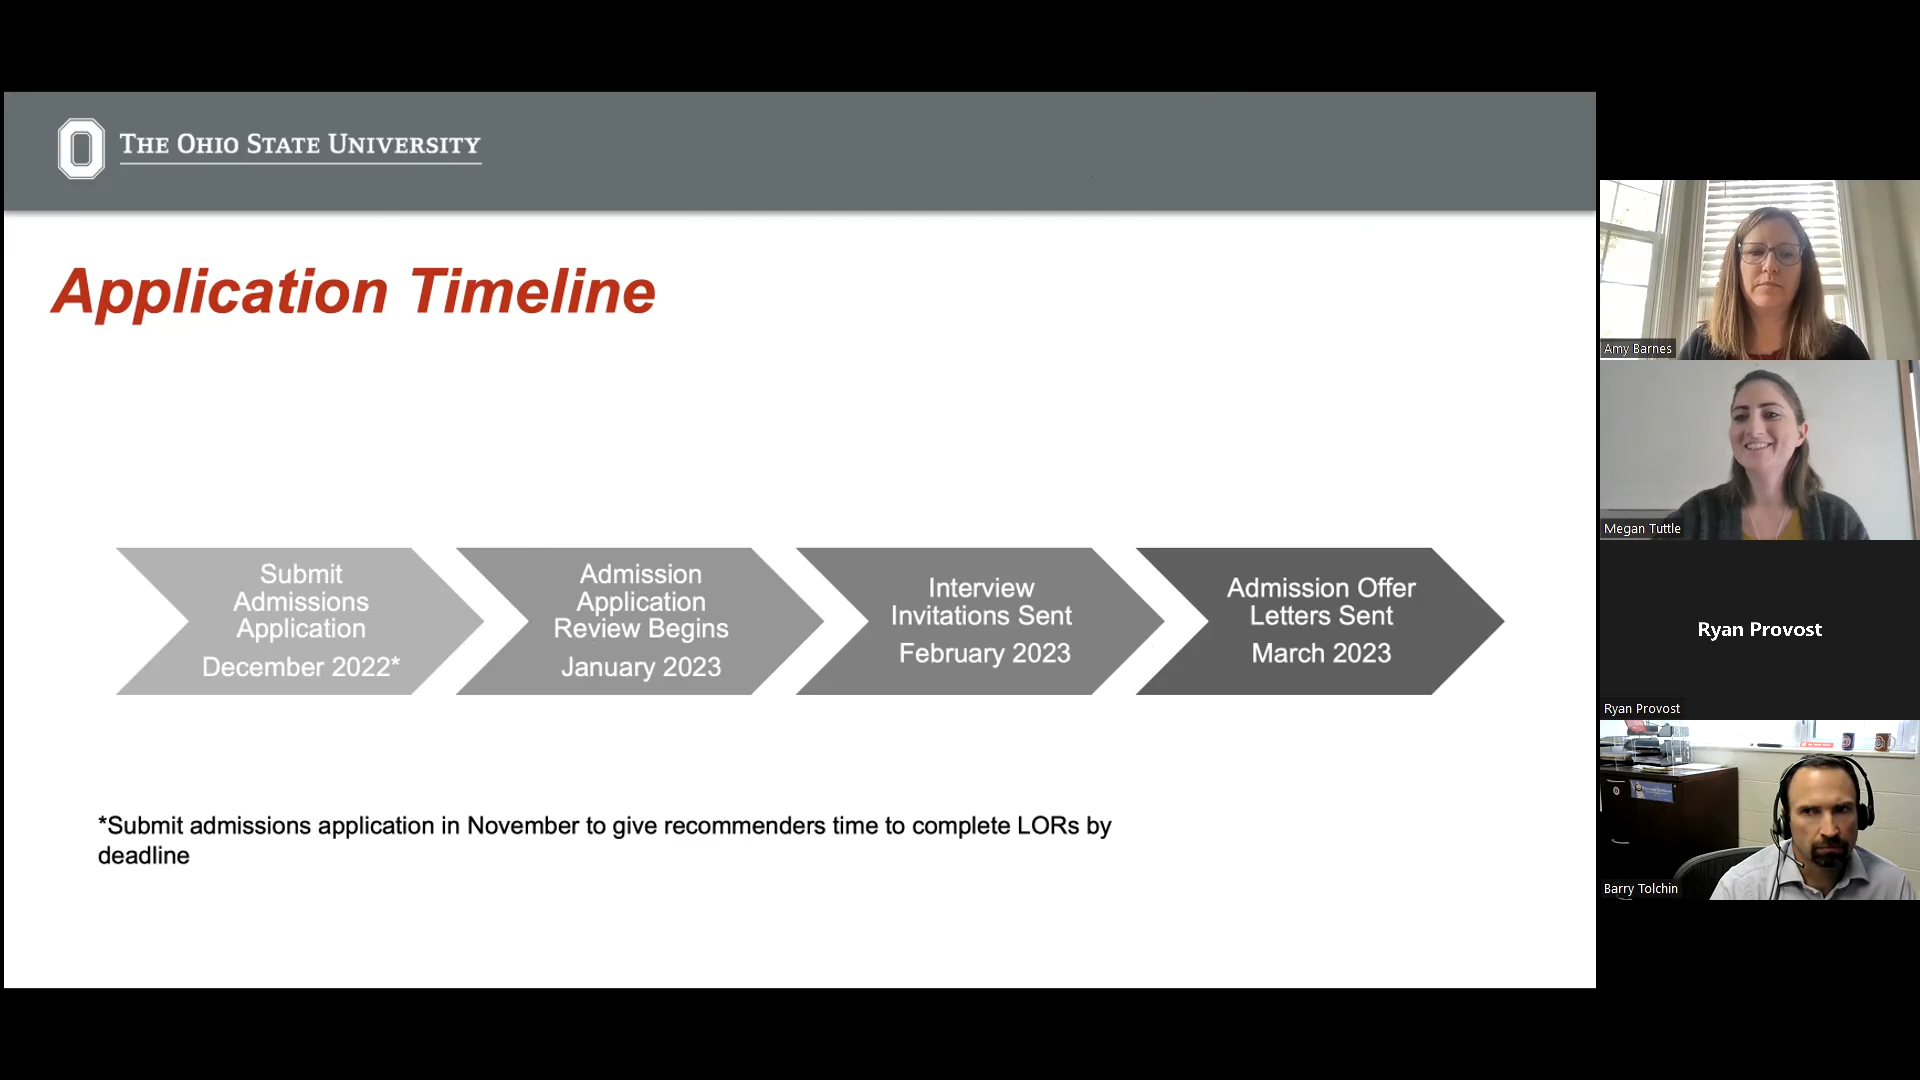 THE OHIO STATE UNIVERSITY
Application Timeline
Submit
Admissions
Application
December 2022*
Admission
Application
Review Begins
January 2023
Interview
Invitations Sent
February 2023
Admission Offer
Letters Sent
March 2023
*Submit admissions application in November to give recommenders time to complete LORs by
deadline
Amy Barnes
Megan Tuttle
Ryan Provost
Ryan Provost
Barry Tolchin